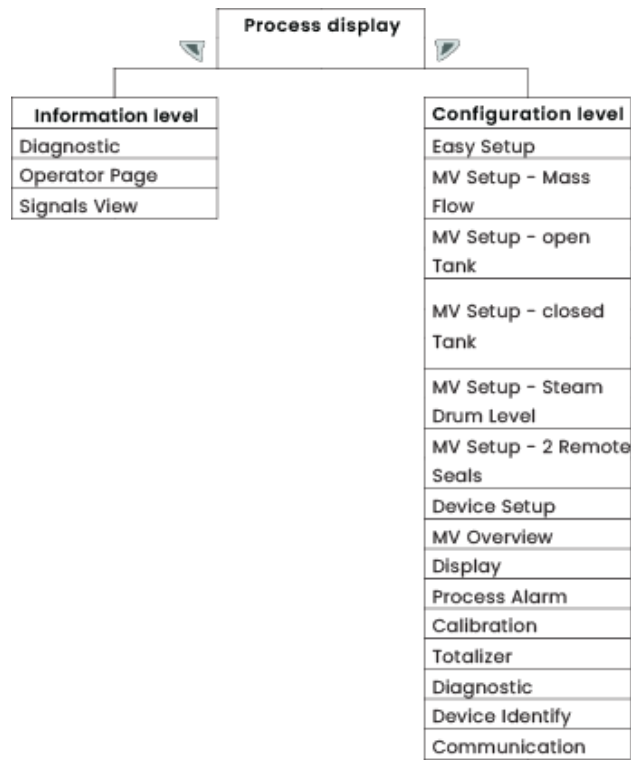 Process display
Information level
Diagnostic
Operator Page
Signals View
Configuration level
Easy Setup
MV Setup - Mass
Flow
MV Setup - open
Tank
MV Setup - closed
Tank
MV Setup - Steam
Drum Level
MV Setup - 2 Remote
Seals
Device Setup
MV Overview
Display
Process Alarm
Calibration
Totalizer
Diagnostic
Device Identify
Communication